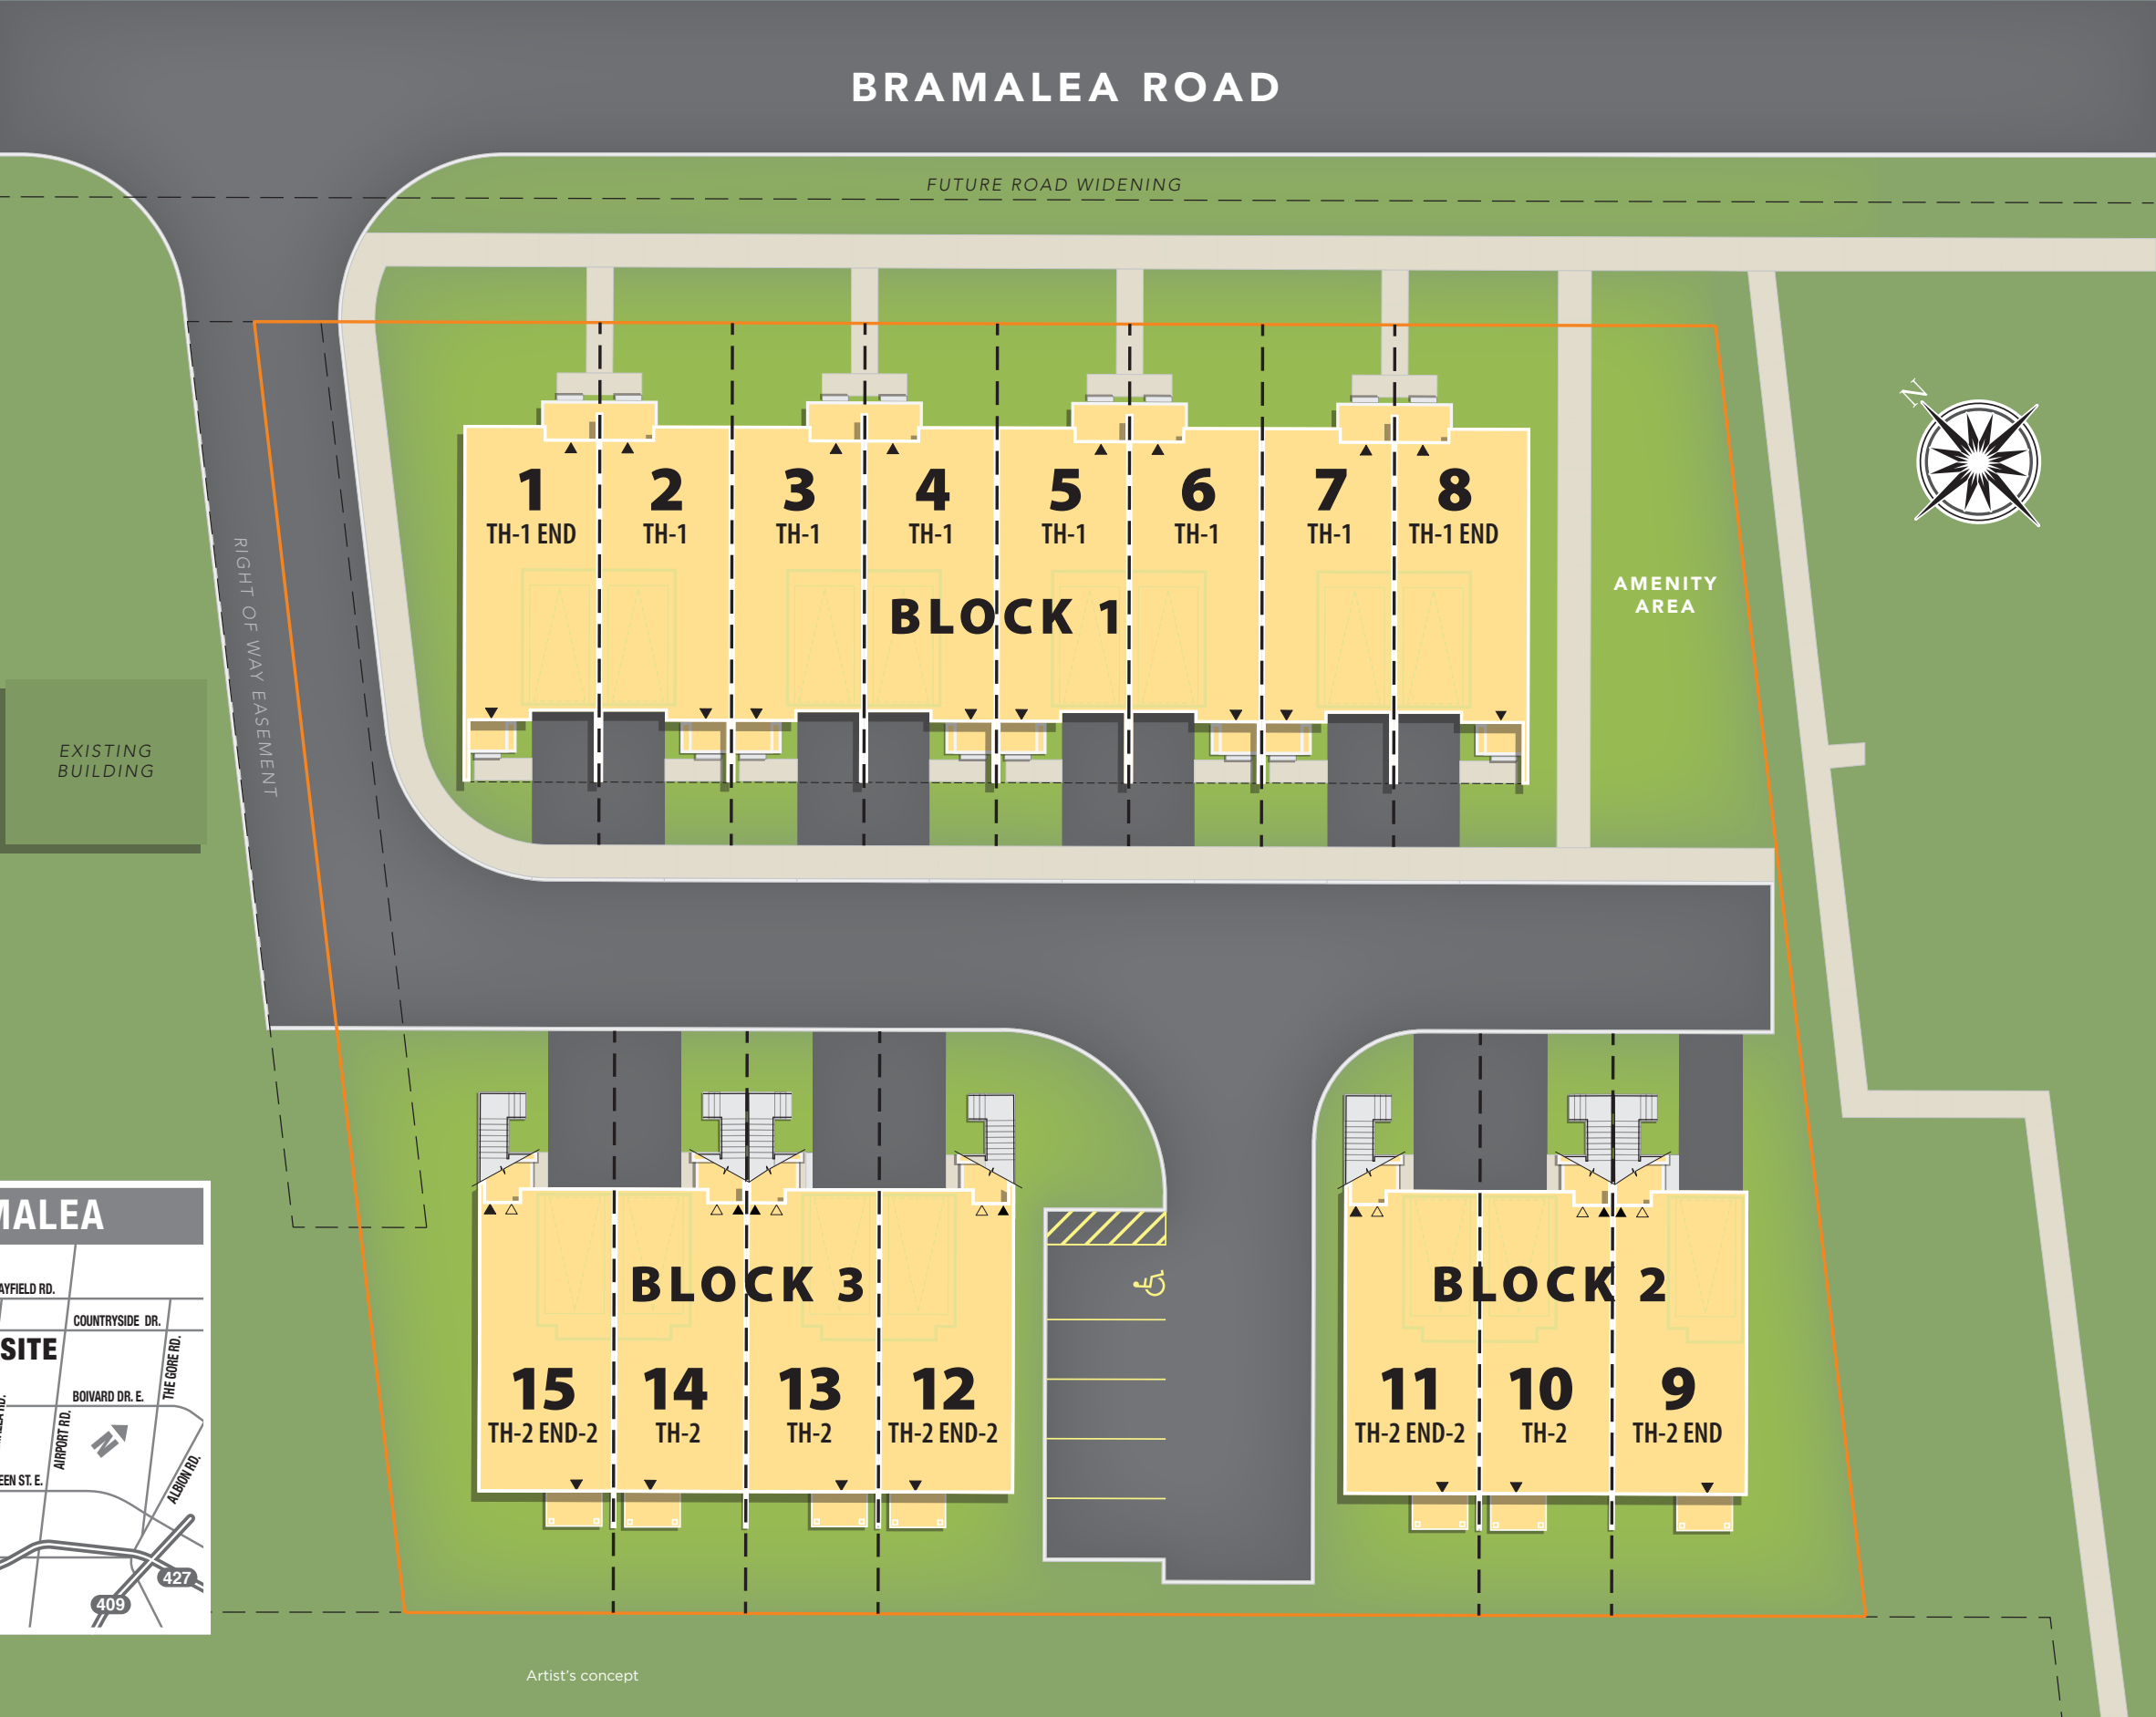 BRAMALEA ROAD
FUTURE ROAD WIDENING
N
1 2 3 4 5 6 7 8
TH-1 END TH-1 TH-1 TH-1 TH-1 TH-1 TH-1 TH-1 END
BLOCK 1
AMENITY
AREA
RIGHT OF WAY EASEMENT
EXISTING
BUILDING
BLOCK 3
15 14 13 12
TH-2 END-2 TH-2 TH-2 TH-2 END-2
BLOCK 2
11 10 9
TH-2 END-2 TH-2 TH-2 END
MALEA
AYFIELD RD.
COUNTRYSIDE DR.
SITE
THE GORE RD.
BOIVARD DR. E.
AIRPORT RD.
N
ALBION RD.
EEN ST. E.
427
409
Artist's concept